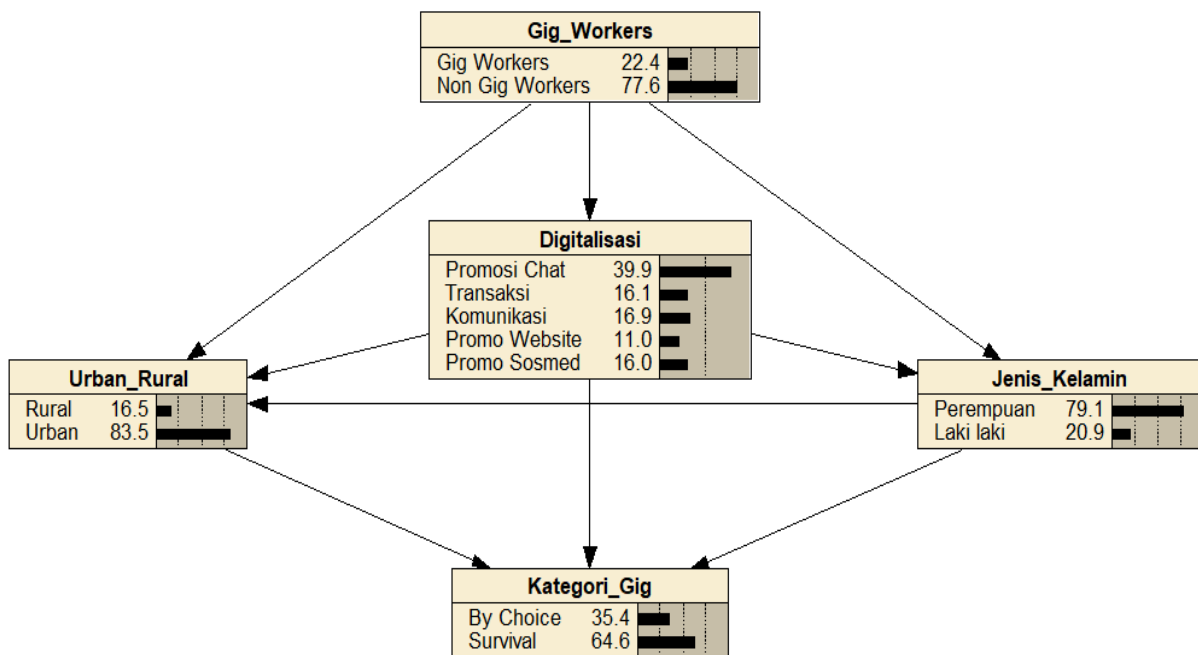 Gig_Workers
Gig Workers 22.4
Non Gig Workers 77.6
Digitalisasi
Promosi Chat 39.9
Transaksi 16.1
Komunikasi 16.9
Promo Website 11.0
Promo Sosmed 16.0
Urban_Rural
Rural 16.5
Urban 83.5
Jenis_Kelamin
Perempuan 79.1
Laki laki 20.9
Kategori_Gig
By Choice 35.4
Survival 64.6